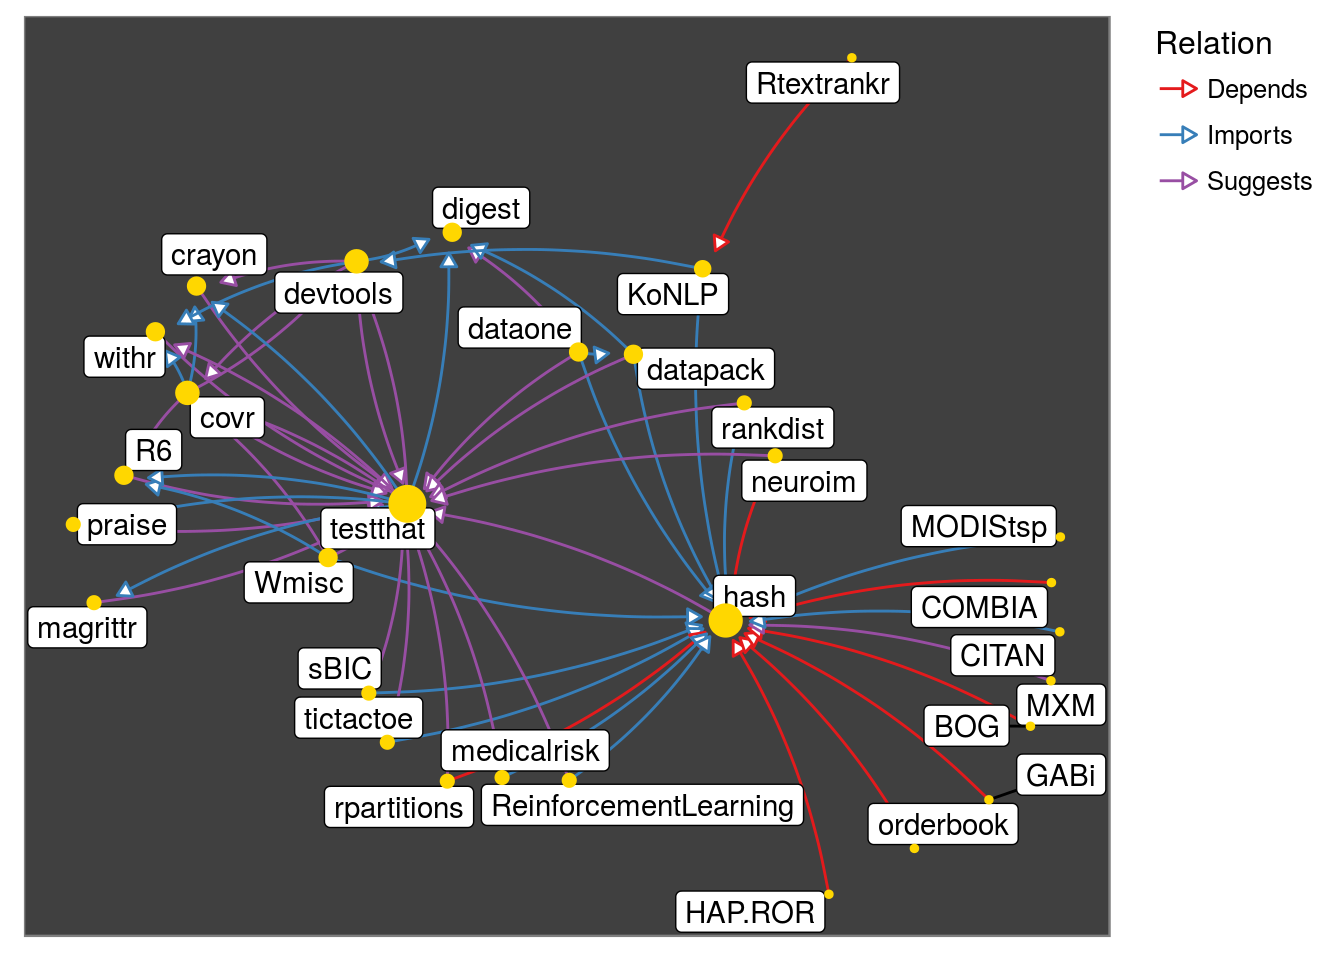 Relation
Depends
Imports
Suggests
Rtextrankr
digest
crayon
devtools
KoNLP
dataone
withr
datapack
covr
rankdist
R6
neuroim
praise
testthat
MODIStsp
Wmisc
hash
COMBIA
magrittr
CITAN
sBIC
MXM
tictactoe
BOG
medicalrisk
GABi
rpartitions
ReinforcementLearning
orderbook
HAP.ROR